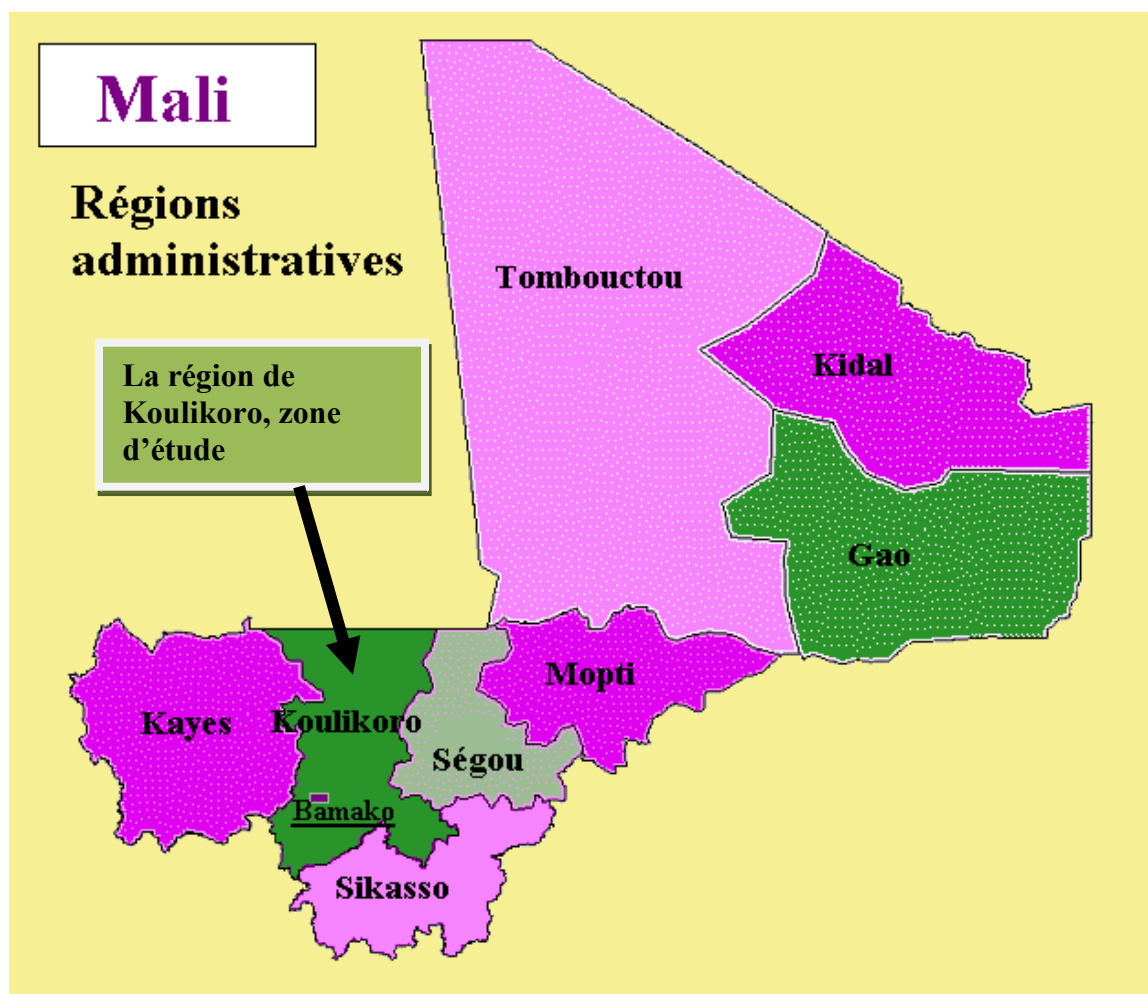 Mali
Régions
administratives
Tombouctou
Kidal
La région de
Koulikoro, zone
d’étude
Gao
Mopti
Kayes
Koulikoro
Ségou
Bamako
Sikasso